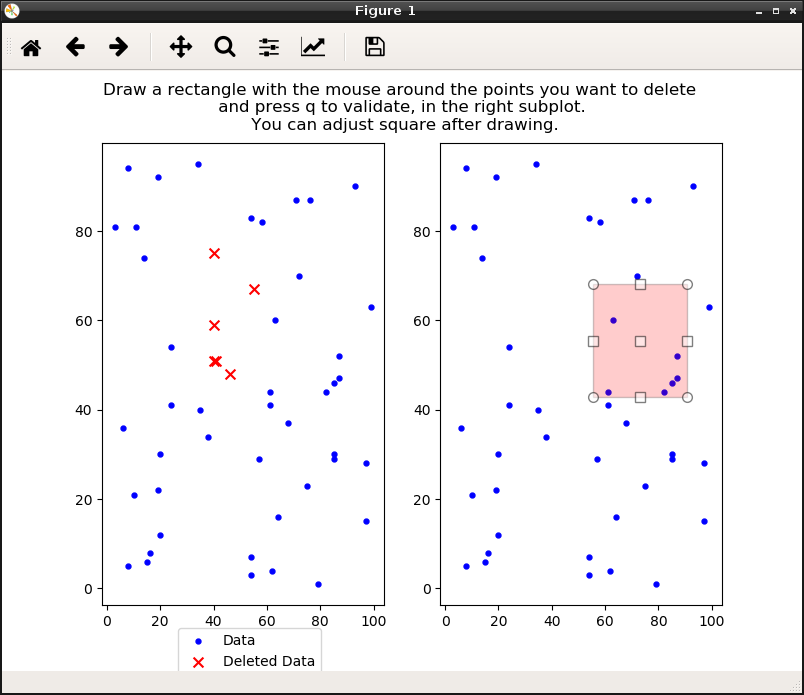 Figure 1
Draw a rectangle with the mouse around the points you want to delete
and press q to validate, in the right subplot.
You can adjust square after drawing.
80
60
40
20
0
0 20 40 60 80 100
80
60
40
20
0
0 20 40 60 80 100
Data
Deleted Data